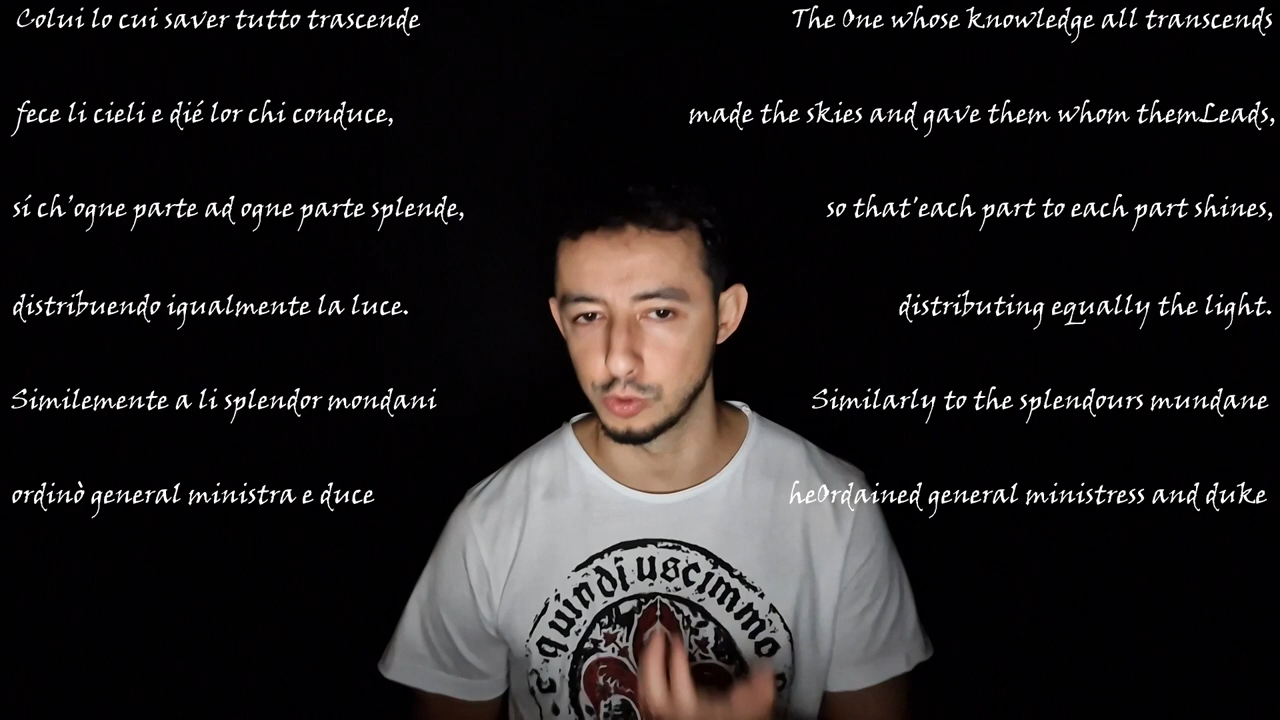 Colui lo cui saver tutto trascende
fece li cieli e dié lor chi conduce,
sí ch'ogne parte ad ogne parte splende,
distribuendo igualmente la luce.
Similemente a li splendor mondani
ordinò general ministra e duce
The One whose knowledge all transcends
made the skies and gave them whom themLeads,
so that'each part to each part shines,
distributing equally the light.
Similarly to the splendours mundane
heOrdained general ministress and duke
E quindi uscimmo